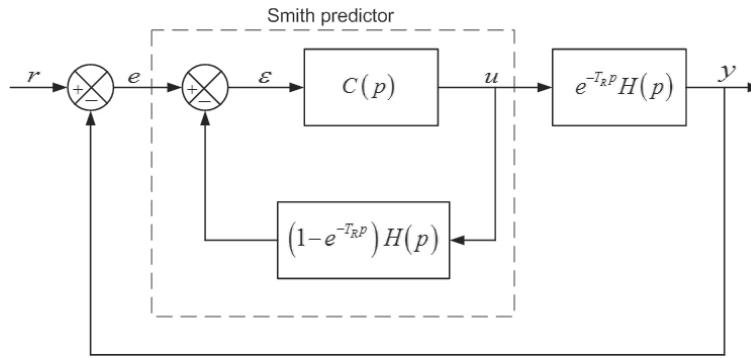 Smith predictor
r + − e + − ε C(p) u e^{-T_R p} H(p) y
(1 − e^{-T_R p}) H(p)